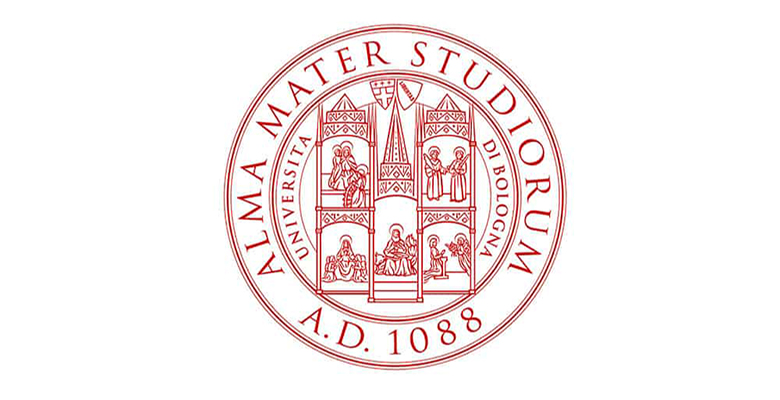 ALMA MATER STUDIORUM
UNIVERSITÀ
DI BOLOGNA
A.D. 1088